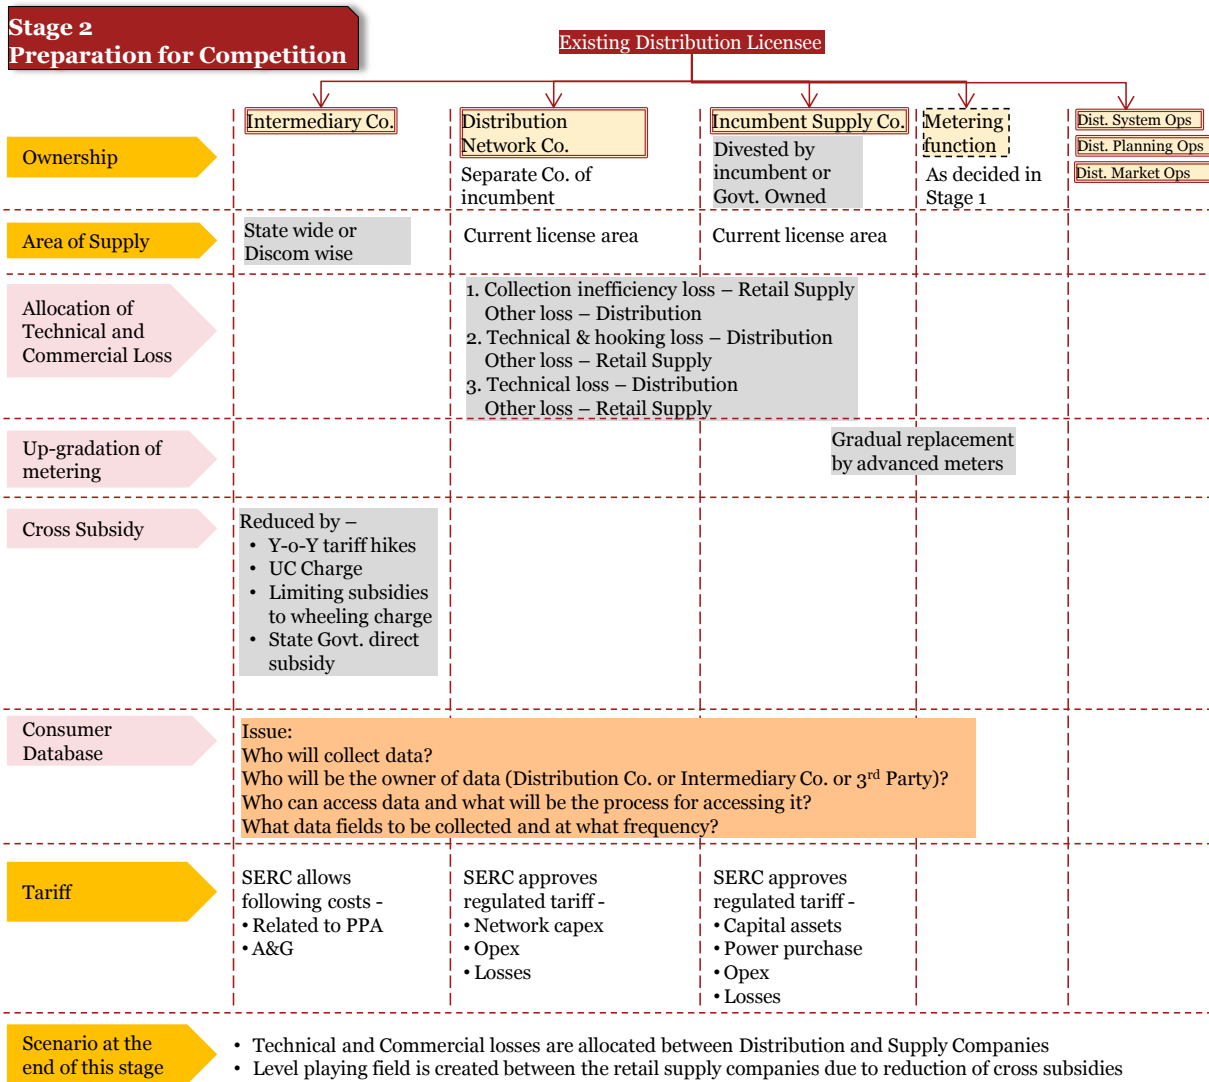 Stage 2
Preparation for Competition
Existing Distribution Licensee
Intermediary Co.
Distribution
Network Co.
Incumbent Supply Co.
Metering
function
Dist. System Ops
Dist. Planning Ops
Dist. Market Ops
Ownership
Separate Co. of
incumbent
Divested by
incumbent or
Govt. Owned
As decided in
Stage 1
Area of Supply
State wide or
Discom wise
Current license area
Current license area
Allocation of
Technical and
Commercial Loss
1. Collection inefficiency loss – Retail Supply
Other loss – Distribution
2. Technical & hooking loss – Distribution
Other loss – Retail Supply
3. Technical loss – Distribution
Other loss – Retail Supply
Up-gradation of
metering
Gradual replacement
by advanced meters
Cross Subsidy
Reduced by –
• Y-o-Y tariff hikes
• UC Charge
• Limiting subsidies
to wheeling charge
• State Govt. direct
subsidy
Consumer
Database
Issue:
Who will collect data?
Who will be the owner of data (Distribution Co. or Intermediary Co. or 3rd Party)?
Who can access data and what will be the process for accessing it?
What data fields to be collected and at what frequency?
Tariff
SERC allows
following costs -
• Related to PPA
• A&G
SERC approves
regulated tariff -
• Network capex
• Opex
• Losses
SERC approves
regulated tariff -
• Capital assets
• Power purchase
• Opex
• Losses
Scenario at the
end of this stage
• Technical and Commercial losses are allocated between Distribution and Supply Companies
• Level playing field is created between the retail supply companies due to reduction of cross subsidies